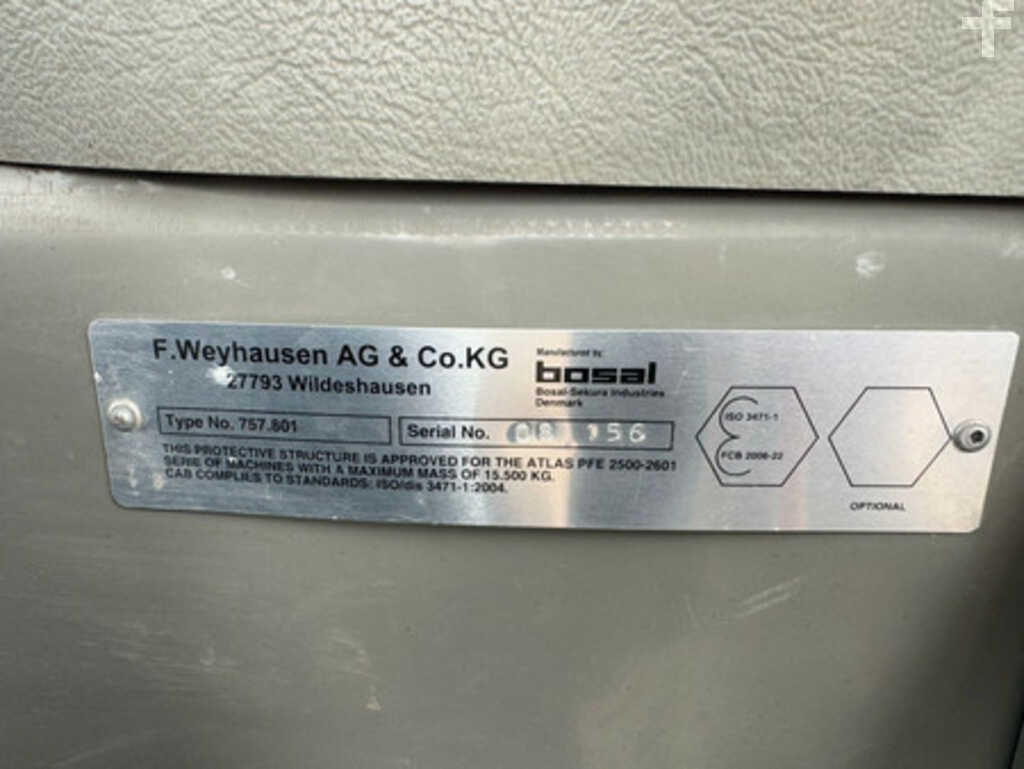 F.Weyhausen AG & Co.KG
27793 Wildeshausen
Manufactured by:
bosal
Bosal-Sekura Industries
Denmark
Type No. 757.801
Serial No. 08 156
THIS PROTECTIVE STRUCTURE IS APPROVED FOR THE ATLAS PFE 2500-2601
SERIE OF MACHINES WITH A MAXIMUM MASS OF 15.500 KG.
CAB COMPLIES TO STANDARDS: ISO/dis 3471-1:2004.
ISO 3471-1
FCB 2006-22
OPTIONAL